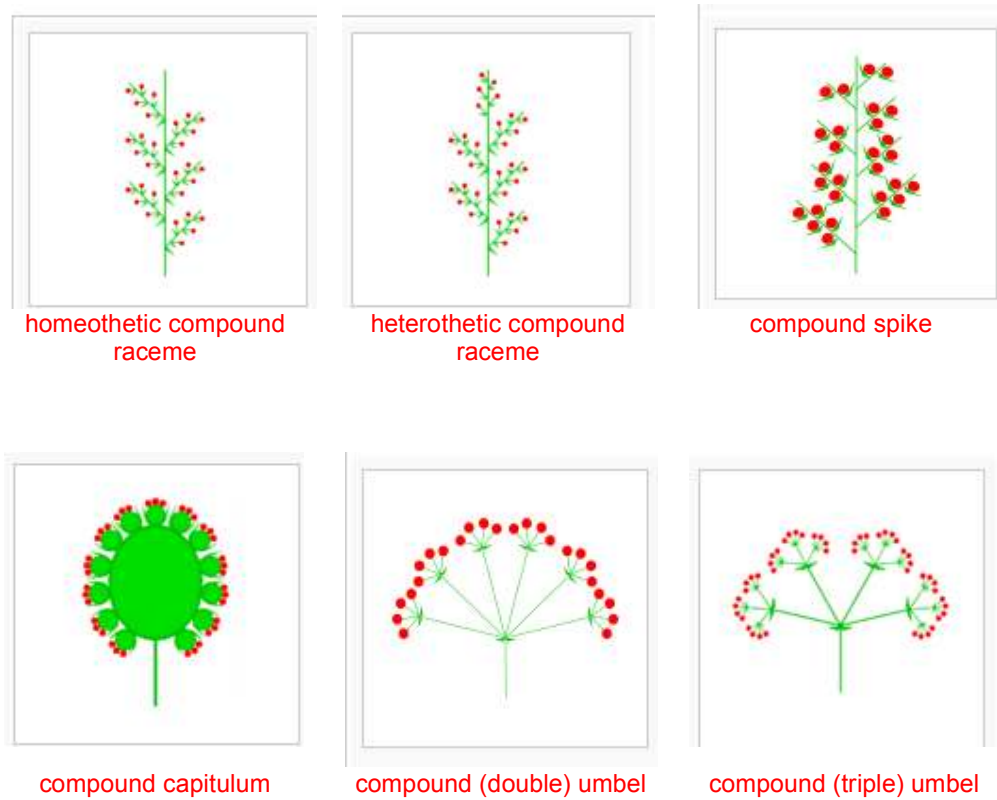 homeothetic compound
raceme
heterothetic compound
raceme
compound spike
compound capitulum
compound (double) umbel
compound (triple) umbel